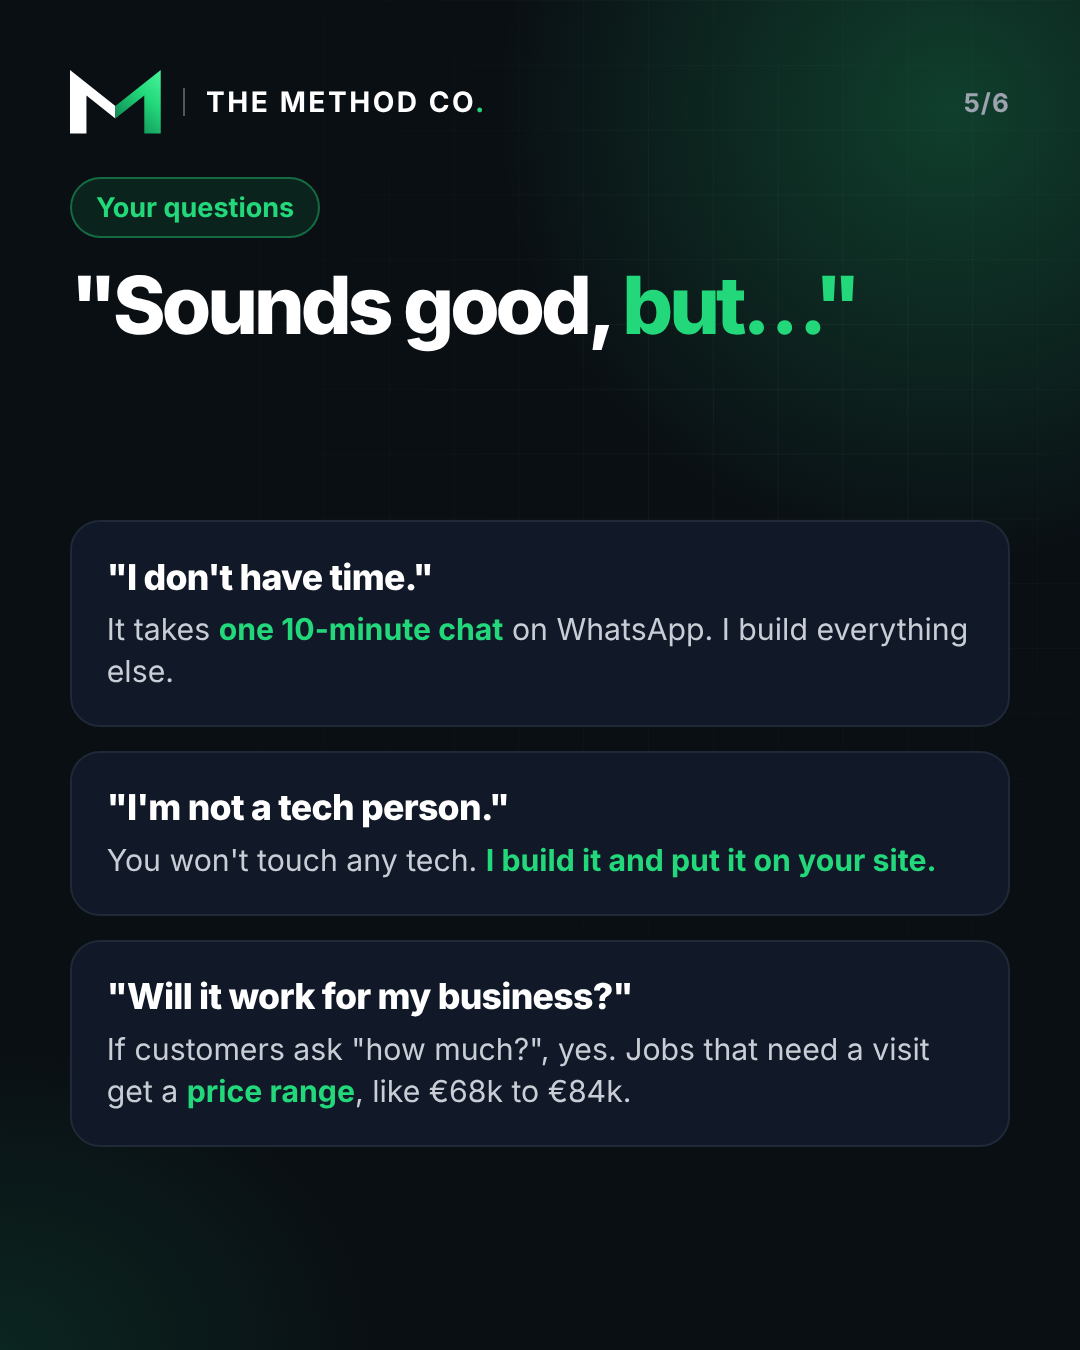 THE METHOD CO.
5/6
Your questions
"Sounds good, but…"
"I don't have time."
It takes one 10-minute chat on WhatsApp. I build everything
else.
"I'm not a tech person."
You won't touch any tech. I build it and put it on your site.
"Will it work for my business?"
If customers ask "how much?", yes. Jobs that need a visit
get a price range, like €68k to €84k.